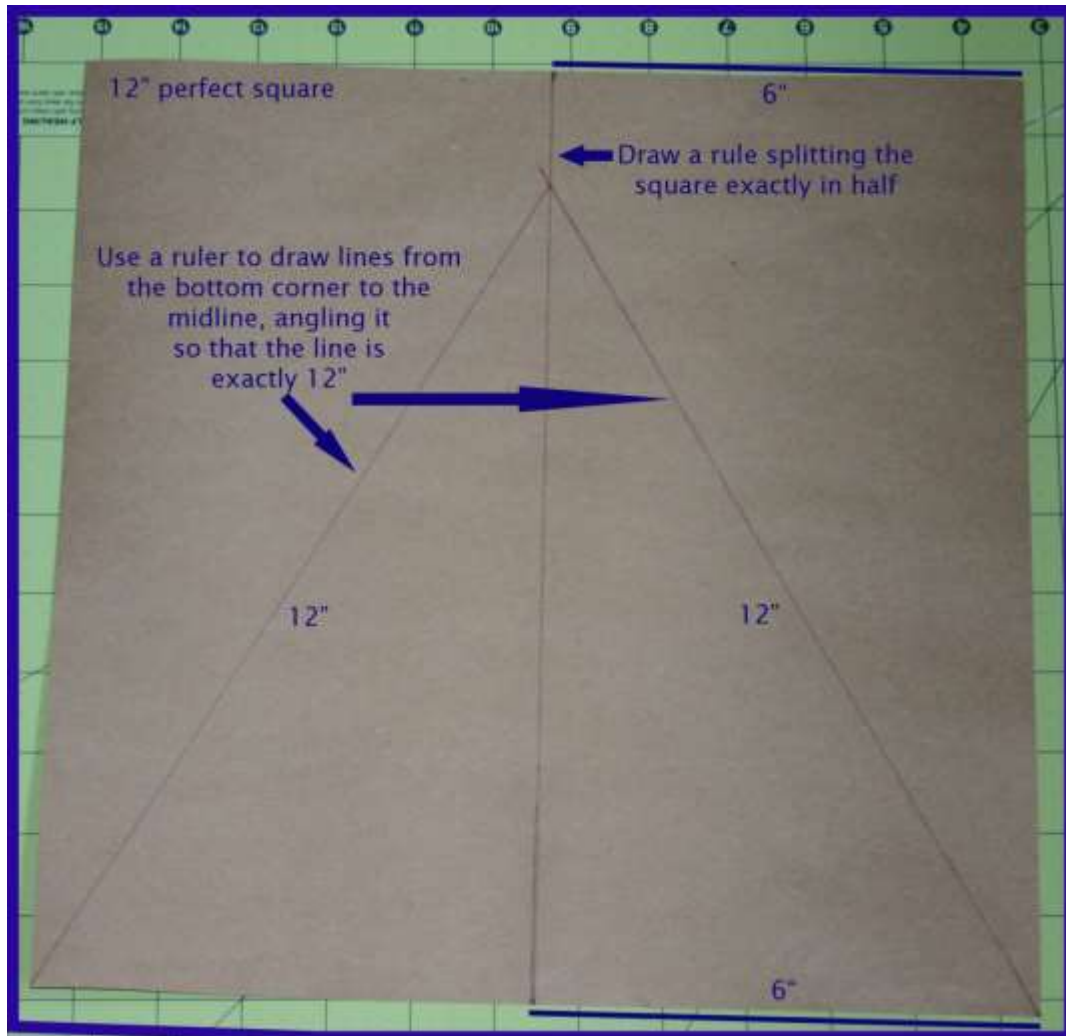 12" perfect square
6"
Draw a rule splitting the
square exactly in half
Use a ruler to draw lines from
the bottom corner to the
midline, angling it
so that the line is
exactly 12"
12"
12"
6"